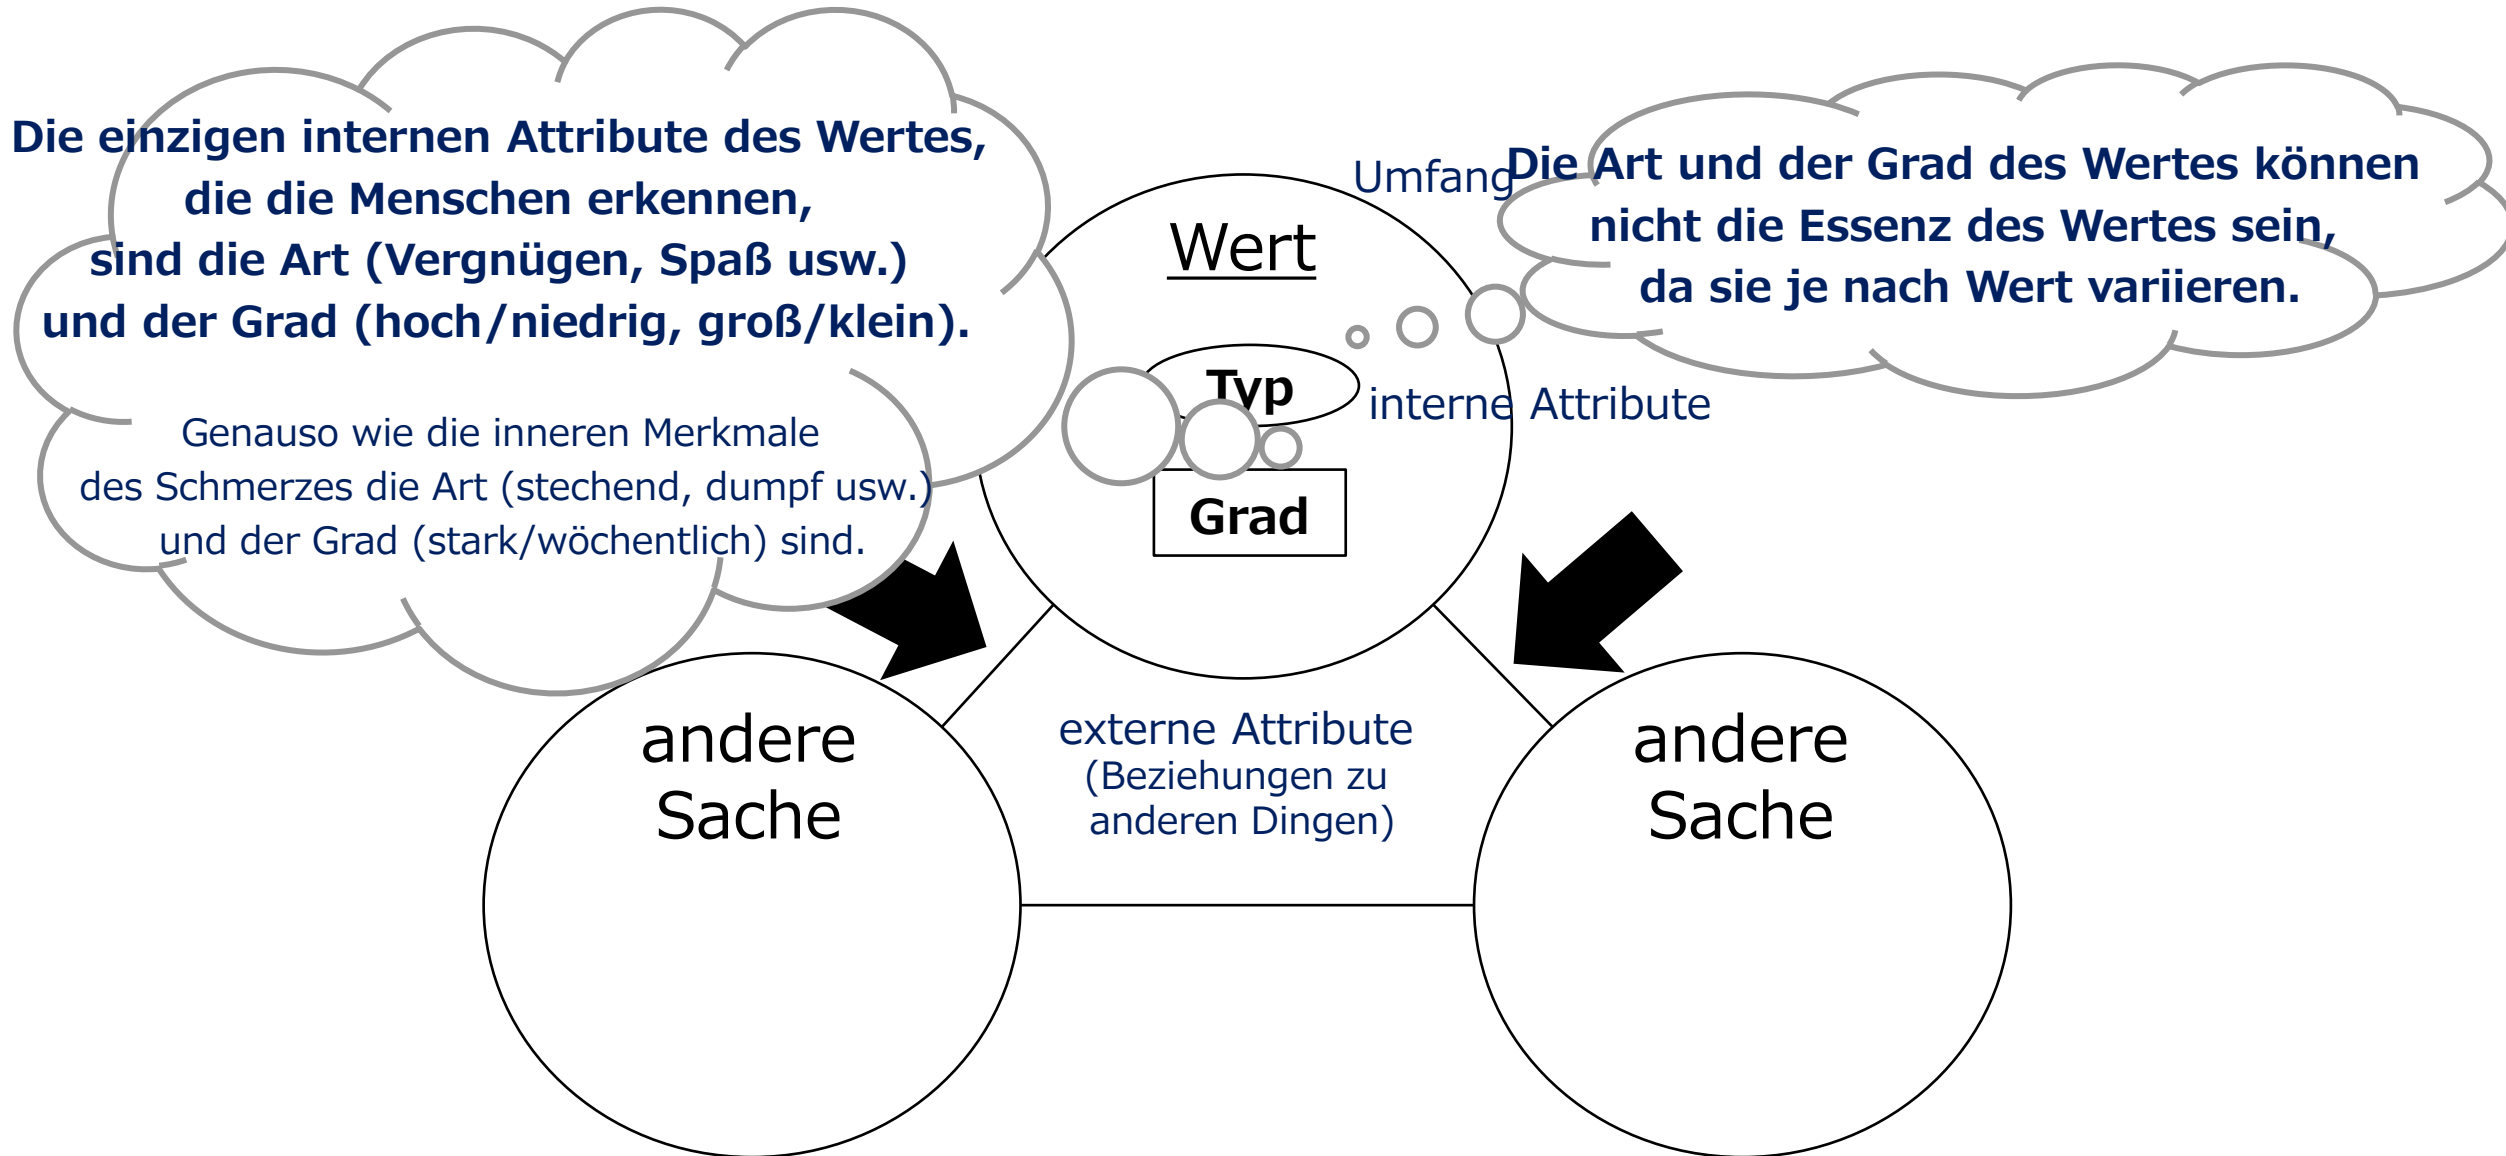 Die einzigen internen Attribute des Wertes,
die die Menschen erkennen,
sind die Art (Vergnügen, Spaß usw.)
und der Grad (hoch/niedrig, groß/klein).
Genauso wie die inneren Merkmale
des Schmerzes die Art (stechend, dumpf usw.)
und der Grad (stark/wöchentlich) sind.
Umfang
Die Art und der Grad des Wertes können
nicht die Essenz des Wertes sein,
da sie je nach Wert variieren.
Wert
Typ
interne Attribute
Grad
externe Attribute
(Beziehungen zu
anderen Dingen)
andere
Sache
andere
Sache